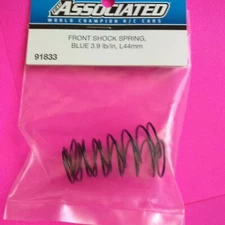 ASSOCIATED
WORLD CHAMPION R/C CARS
FRONT SHOCK SPRING,
BLUE 3.9 lb/in, L44mm
91833